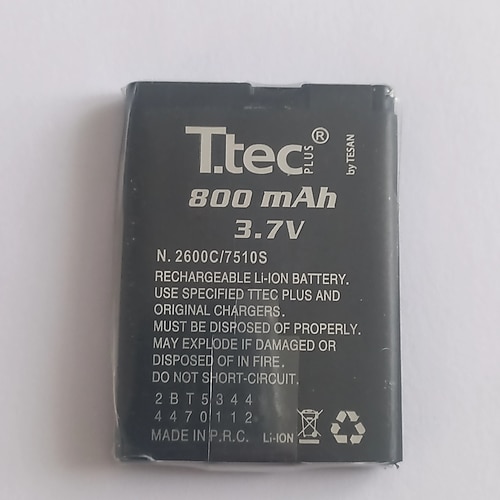 T.tec PLUS® by TESAN
800 mAh
3.7V
N. 2600C/7510S
RECHARGEABLE Li-ION BATTERY.
USE SPECIFIED TTEC PLUS AND
ORIGINAL CHARGERS.
MUST BE DISPOSED OF PROPERLY.
MAY EXPLODE IF DAMAGED OR
DISPOSED OF IN FIRE.
DO NOT SHORT-CIRCUIT.
2BT5344
4470112
MADE IN P.R.C. Li-ION